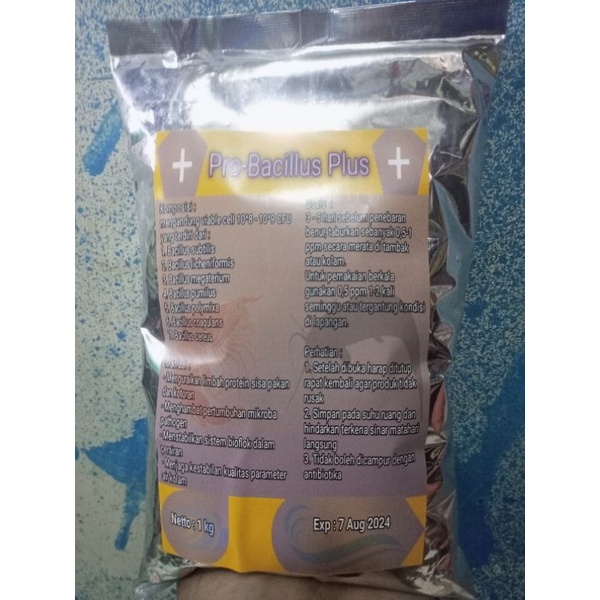 Pro-Bacillus Plus
Komposisi :
mengandung viable cell 10^8 - 10^9 CFU
yang terdiri dari :
1. Bacillus subtilis
2. Bacillus licheniformis
3. Bacillus megaterium
4. Bacillus pumilus
5. Bacillus polymixa
6. Bacillus coagulans
7. Bacillus cereus
Manfaat :
- Menguraikan limbah protein sisa pakan
dan kotoran
- Menghambat pertumbuhan mikroba
pathogen
- Menstabilkan sistem bioflok dalam
perairan
- Menjaga kestabilan kualitas parameter
air kolam
Dosis :
3 - 5 hari sebelum penebaran
benur, taburkan sebanyak 0,5-1
ppm secara merata di tambak
atau kolam.
Untuk pemakaian berkala
gunakan 0,5 ppm 1-2 kali
seminggu atau tergantung kondisi
di lapangan.
Perhatian :
1. Setelah dibuka harap ditutup
rapat kembali agar produk tidak
rusak
2. Simpan pada suhu ruang dan
hindarkan terkena sinar matahari
langsung
3. Tidak boleh dicampur dengan
antibiotika
Netto : 1 kg
Exp : 7 Aug 2024